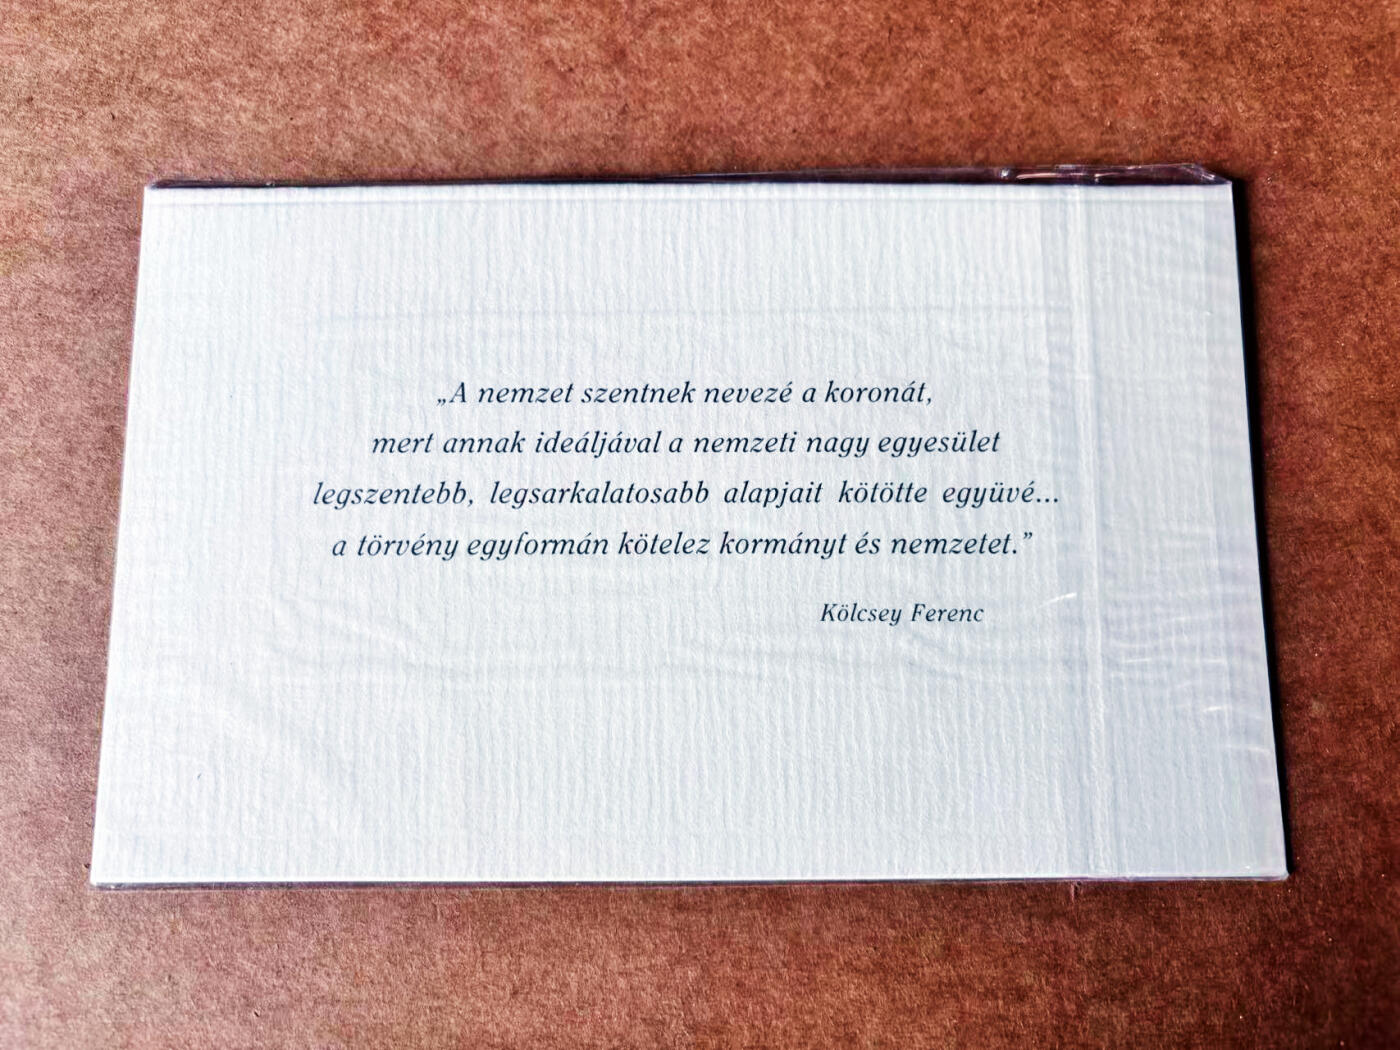 „A nemzet szentnek nevezé a koronát,
mert annak ideáljával a nemzeti nagy egyesület
legszentebb, legsarkalatosabb alapjait kötötte együvé...
a törvény egyformán kötelez kormányt és nemzetet.”
Kölcsey Ferenc